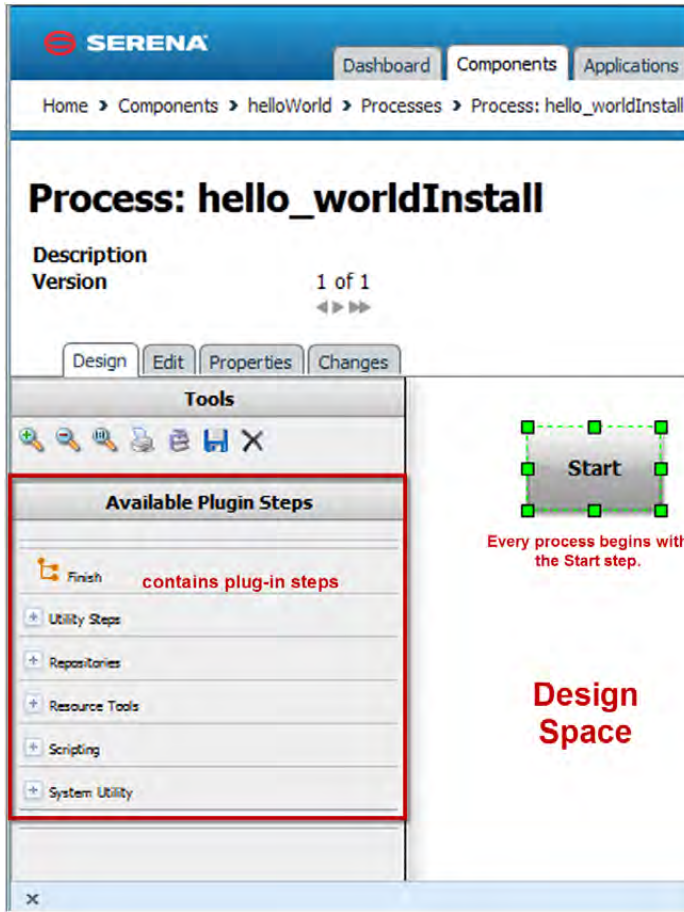 SERENA
Dashboard Components Applications
Home > Components > helloWorld > Processes > Process: hello_worldInstall
Process: hello_worldInstall
Description
Version 1 of 1
Design Edit Properties Changes
Tools
Available Plugin Steps
Start
Every process begins with
the Start step.
Finish contains plug-in steps
Utility Steps
Repositories
Resource Tools
Scripting
System Utility
Design
Space